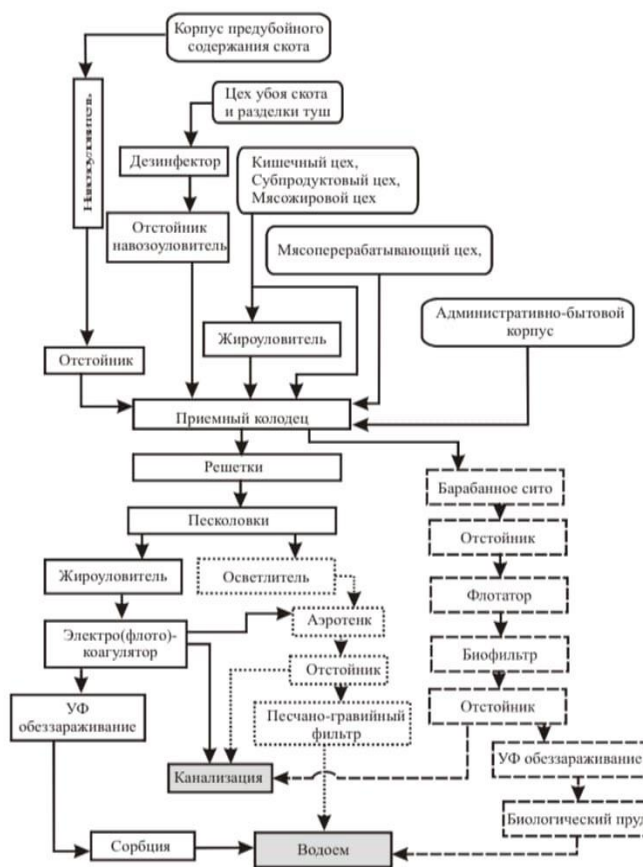 Корпус предубойного
содержания скота
Цех убоя скота
и разделки туш
Навозоуловитель
Дезинфектор
Кишечный цех,
Субпродуктовый цех,
Мясожировой цех
Отстойник
навозоуловитель
Мясоперерабатывающий цех,
Административно-бытовой
корпус
Жироуловитель
Отстойник
Приемный колодец
Решетки
Барабанное сито
Песколовки
Отстойник
Жироуловитель
Осветлитель
Флотатор
Аэротенк
Электро(флото)-
коагулятор
Биофильтр
Отстойник
Отстойник
УФ
обеззараживание
Песчано-гравийный
фильтр
УФ обеззараживание
Канализация
Биологический пруд
Сорбция
Водоем